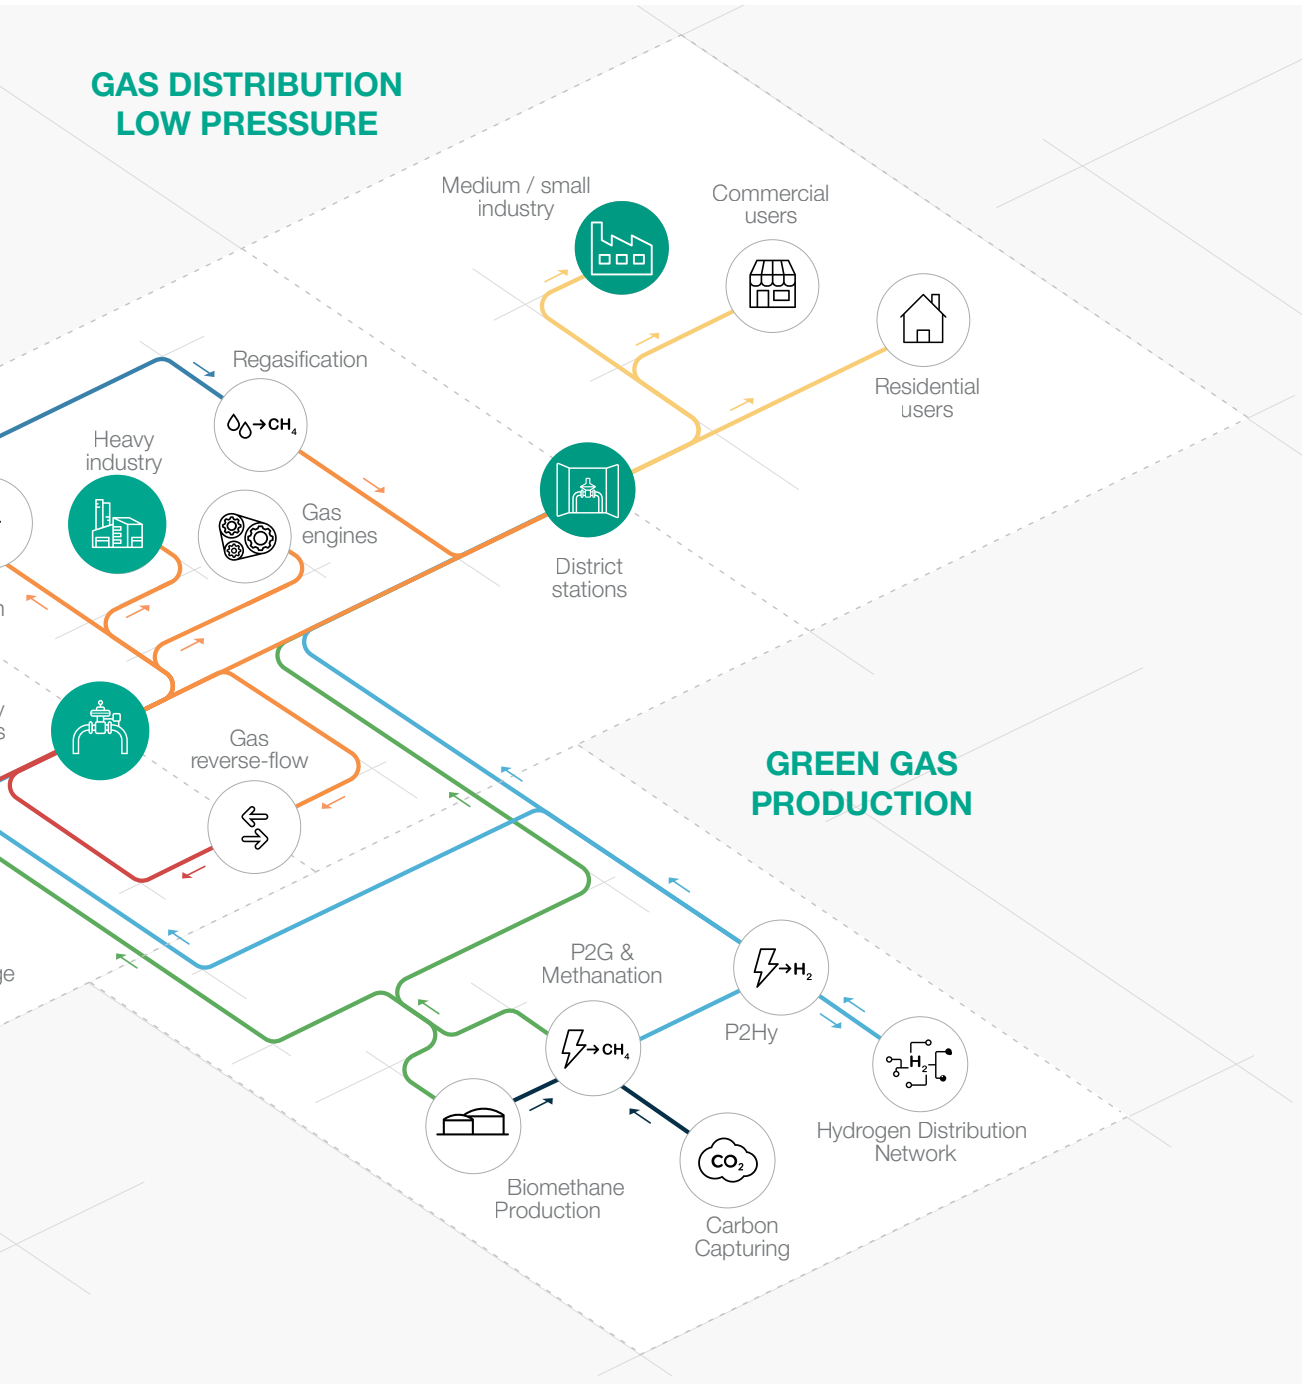 GAS DISTRIBUTION
LOW PRESSURE
Medium / small
industry
Commercial
users
Residential
users
Regasification
→CH₄
Heavy
industry
Gas
engines
District
stations
Gas
reverse-flow
GREEN GAS
PRODUCTION
P2G &
Methanation
→CH₄
→H₂
P2Hy
H₂
Hydrogen Distribution
Network
Biomethane
Production
CO₂
Carbon
Capturing